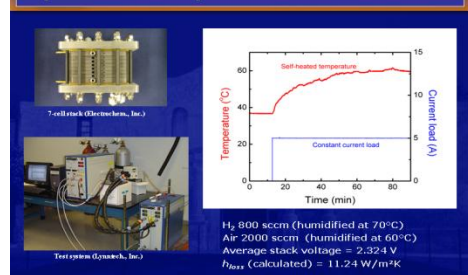 7-cell stack (Electrochem, Inc.)
Test system (Lynntech, Inc.)
Self-heated temperature
Constant current load
Temperature (°C)
60
40
20
0
Current load (A)
15
10
5
0
0 20 40 60 80
Time (min)
H₂ 800 sccm (humidified at 70°C)
Air 2000 sccm (humidified at 60°C)
Average stack voltage = 2.324 V
h_loss (calculated) = 11.24 W/m²K